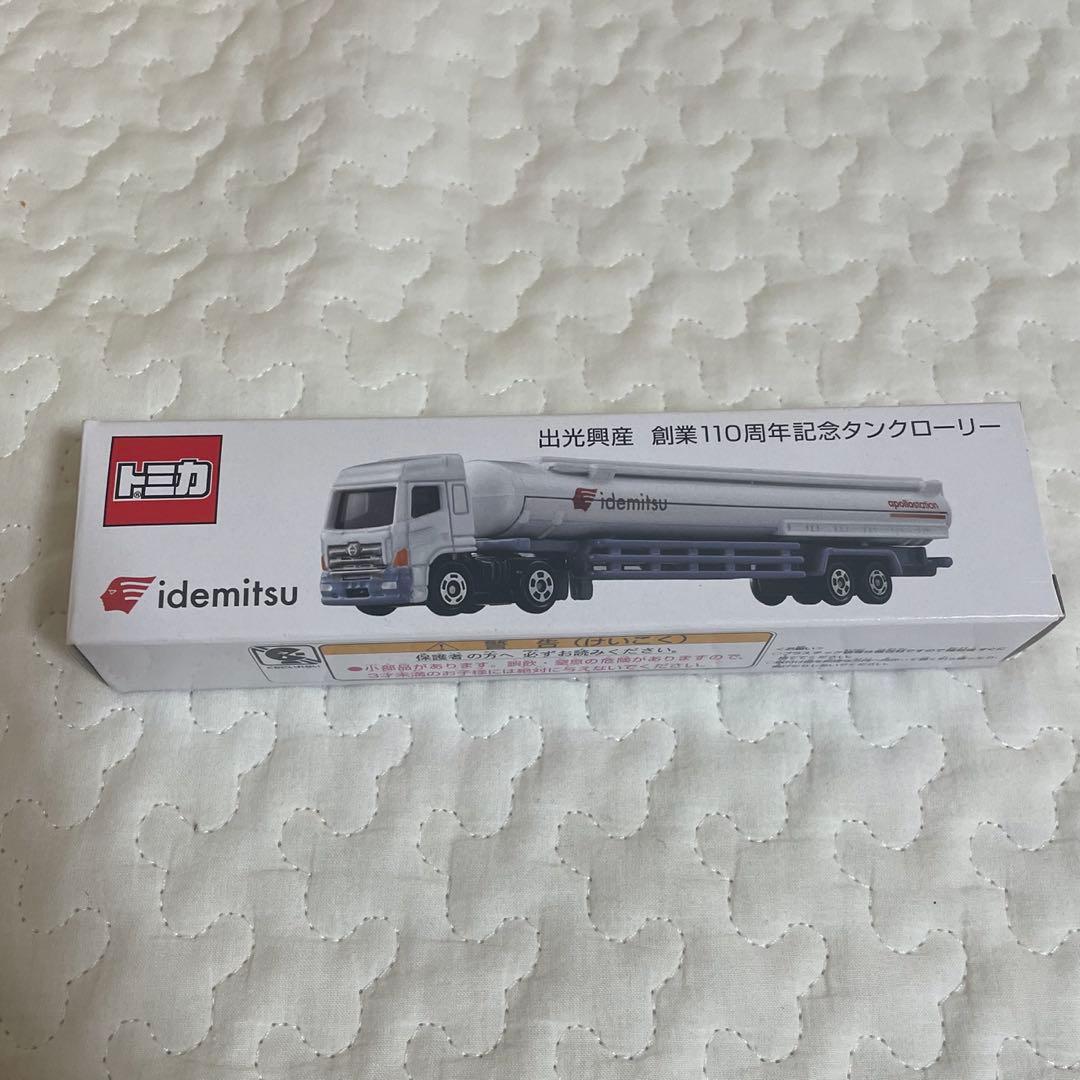 出光興産 創業110周年記念タンクローリー
トミカ
®
idemitsu
apollostation
idemitsu
警告(けいこく)
保護者の方へ 必ずお読みください。
●小部品があります。誤飲・窒息の危険がありますので、
3才未満のお子様には絶対に与えないでください。